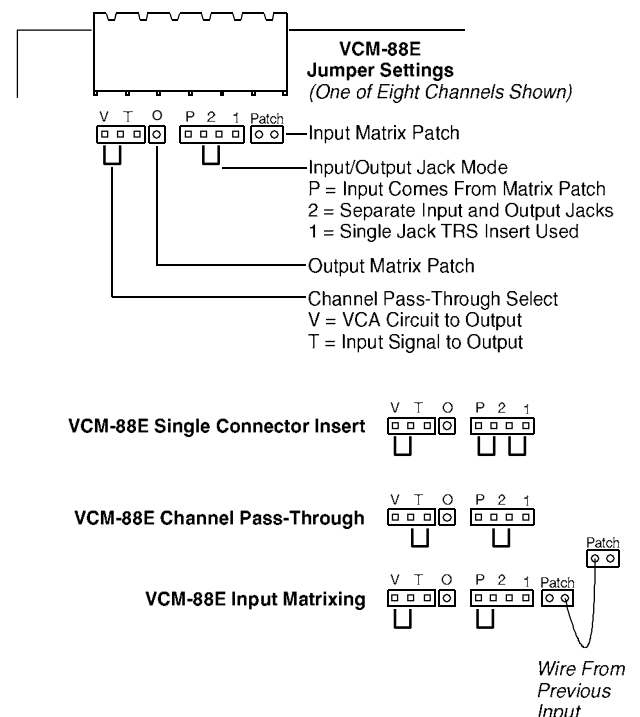 VCM-88E
Jumper Settings
(One of Eight Channels Shown)
V T O P 2 1 Patch
Input Matrix Patch
Input/Output Jack Mode
P = Input Comes From Matrix Patch
2 = Separate Input and Output Jacks
1 = Single Jack TRS Insert Used
Output Matrix Patch
Channel Pass-Through Select
V = VCA Circuit to Output
T = Input Signal to Output
V T O P 2 1
VCM-88E Single Connector Insert
V T O P 2 1
VCM-88E Channel Pass-Through
Patch
V T O P 2 1 Patch
VCM-88E Input Matrixing
Wire From
Previous
Input